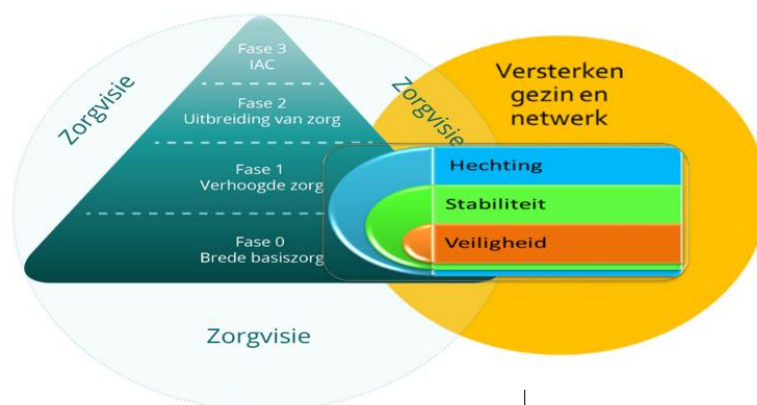 Fase 3
IAC
Fase 2
Uitbreiding van zorg
Fase 1
Verhoogde zorg
Fase 0
Brede basiszorg
Zorgvisie
Zorgvisie
Zorgvisie
Versterken
gezin en
netwerk
Hechting
Stabiliteit
Veiligheid